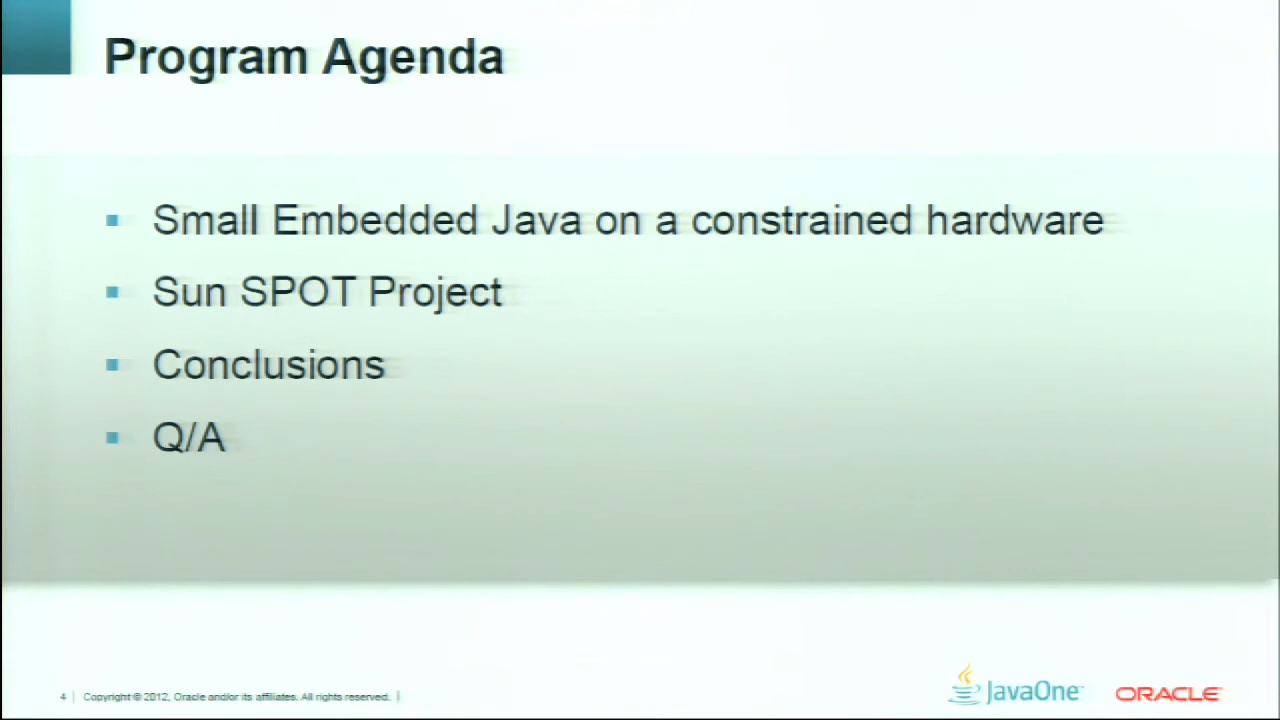 Program Agenda
Small Embedded Java on a constrained hardware
Sun SPOT Project
Conclusions
Q/A
4 | Copyright © 2012, Oracle and/or its affiliates. All rights reserved. |
JavaOne™
ORACLE